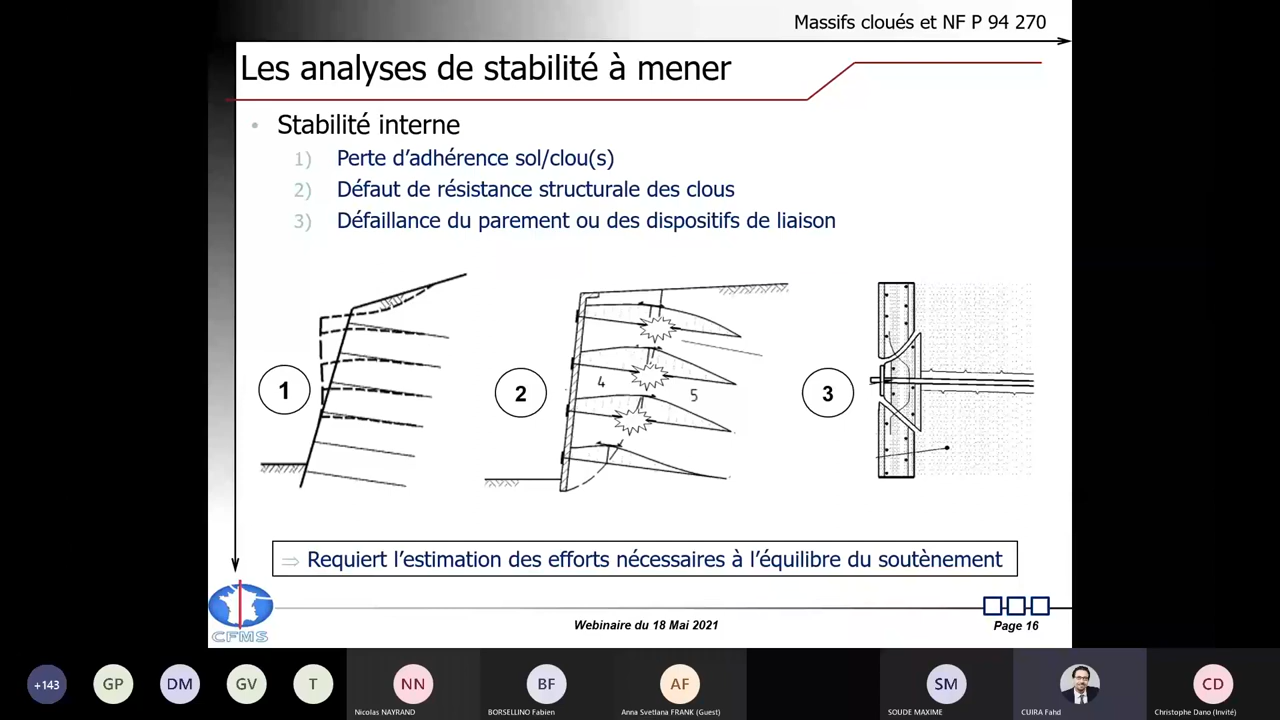 Massifs cloués et NF P 94 270
Les analyses de stabilité à mener
• Stabilité interne
1) Perte d'adhérence sol/clou(s)
2) Défaut de résistance structurale des clous
3) Défaillance du parement ou des dispositifs de liaison
1
2
4
5
3
⇒ Requiert l'estimation des efforts nécessaires à l'équilibre du soutènement
CFMS
Webinaire du 18 Mai 2021
Page 16
+143
GP
DM
GV
T
NN
Nicolas NAYRAND
BF
BORSELLINO Fabien
AF
Anna Svetlana FRANK (Guest)
SM
SOUDE MAXIME
CUIRA Fahd
CD
Christophe Dano (Invité)